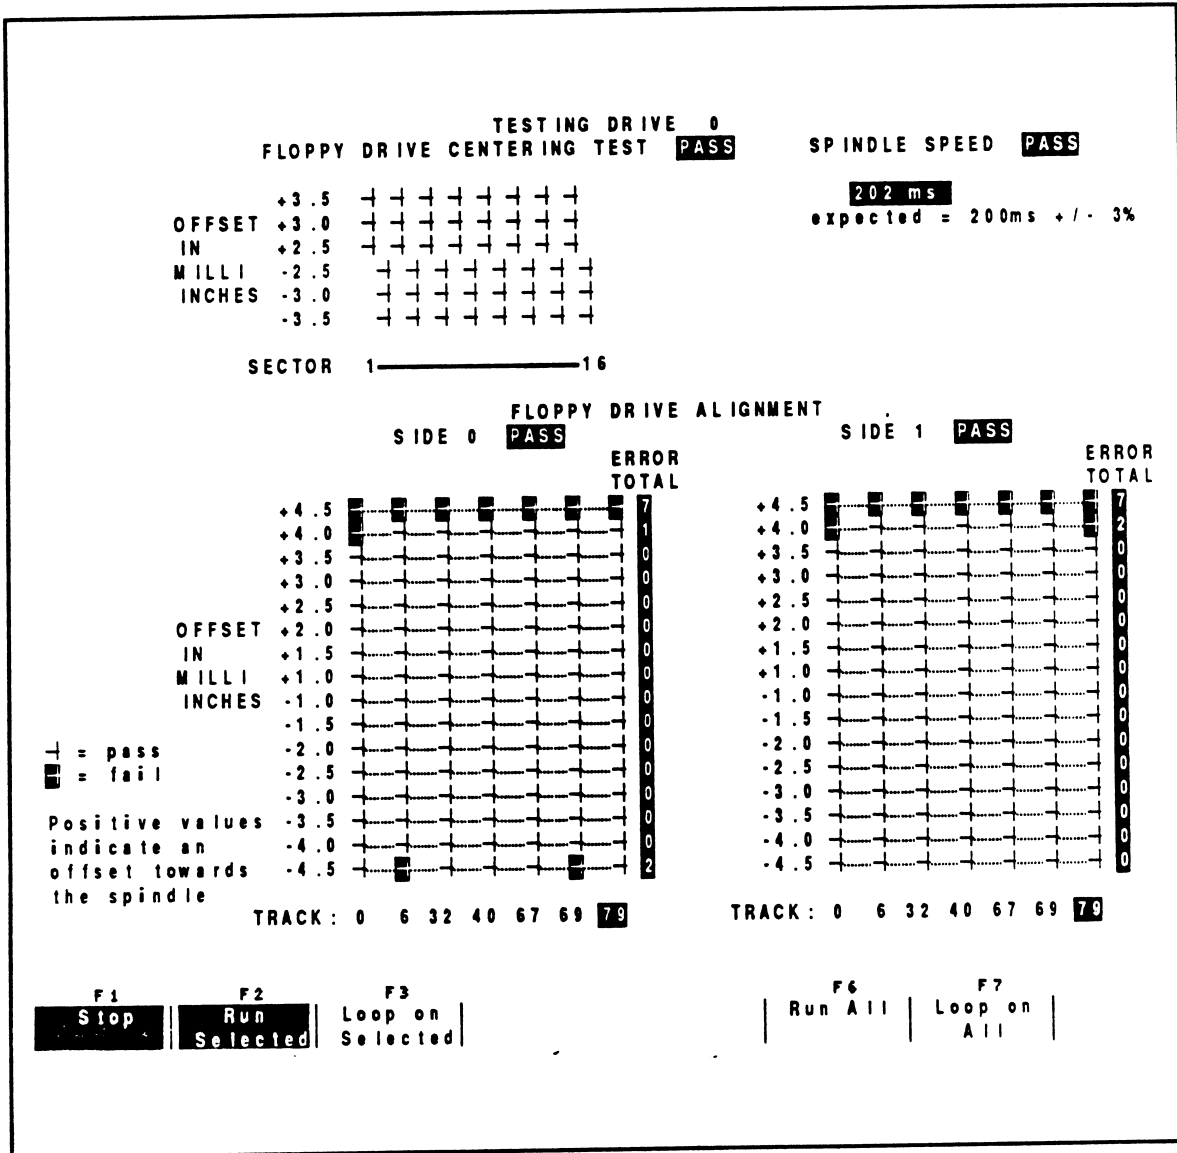 TESTING DRIVE 0
FLOPPY DRIVE CENTERING TEST PASS
SPINDLE SPEED PASS
202 ms
expected = 200ms +/- 3%
+3.5
OFFSET +3.0
IN +2.5
MILLI -2.5
INCHES -3.0
-3.5
SECTOR 1 16
FLOPPY DRIVE ALIGNMENT
SIDE 0 PASS
ERROR
TOTAL
+4.5 7
+4.0 1
+3.5 0
+3.0 0
+2.5 0
OFFSET +2.0 0
IN +1.5 0
MILLI +1.0 0
INCHES -1.0 0
-1.5 0
-2.0 0
-2.5 0
-3.0 0
-3.5 0
-4.0 0
-4.5 2
TRACK: 0 6 32 40 67 69 79
SIDE 1 PASS
ERROR
TOTAL
+4.5 7
+4.0 2
+3.5 0
+3.0 0
+2.5 0
+2.0 0
+1.5 0
+1.0 0
-1.0 0
-1.5 0
-2.0 0
-2.5 0
-3.0 0
-3.5 0
-4.0 0
-4.5 0
TRACK: 0 6 32 40 67 69 79
= pass
= fail
Positive values
indicate an
offset towards
the spindle
F1
Stop
F2
Run
Selected
F3
Loop on
Selected
F6
Run All
F7
Loop on
All